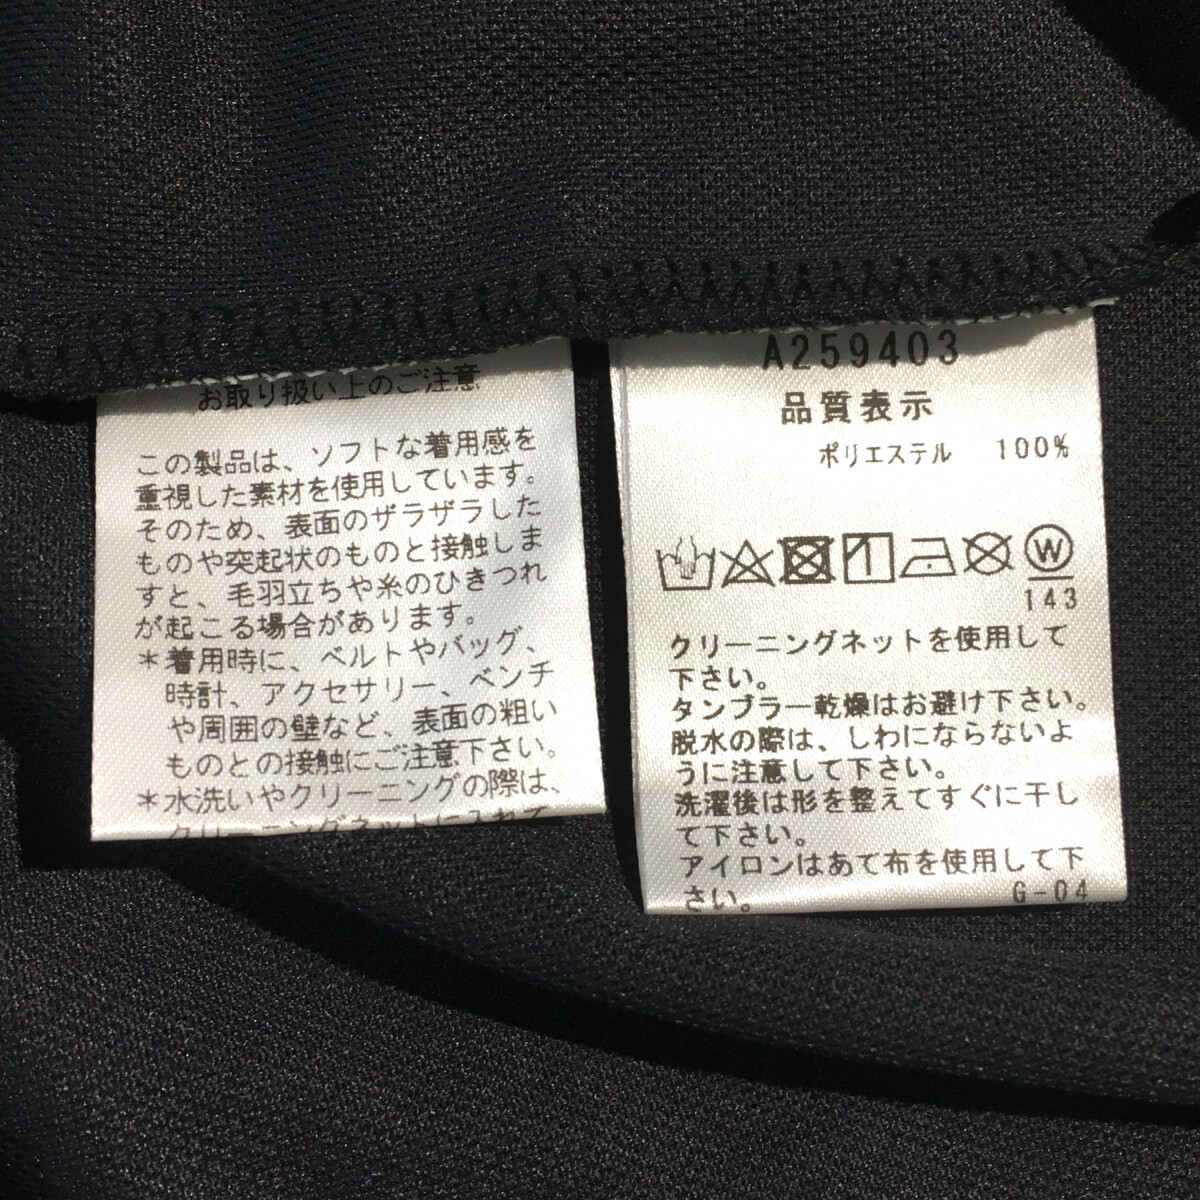 お取り扱い上のご注意
この製品は、ソフトな着用感を
重視した素材を使用しています。
そのため、表面のザラザラした
ものや突起状のものと接触しま
すと、毛羽立ちや糸のひきつれ
が起こる場合があります。
*着用時に、ベルトやバッグ、
時計、アクセサリー、ベンチ
や周囲の壁など、表面の粗い
ものとの接触にご注意下さい。
*水洗いやクリーニングの際は、
クリーニングネットに入れて
A259403
品質表示
ポリエステル 100%
W
143
クリーニングネットを使用して
下さい。
タンブラー乾燥はお避け下さい。
脱水の際は、しわにならないよ
うに注意して下さい。
洗濯後は形を整えてすぐに干し
て下さい。
アイロンはあて布を使用して下
さい。 G-04